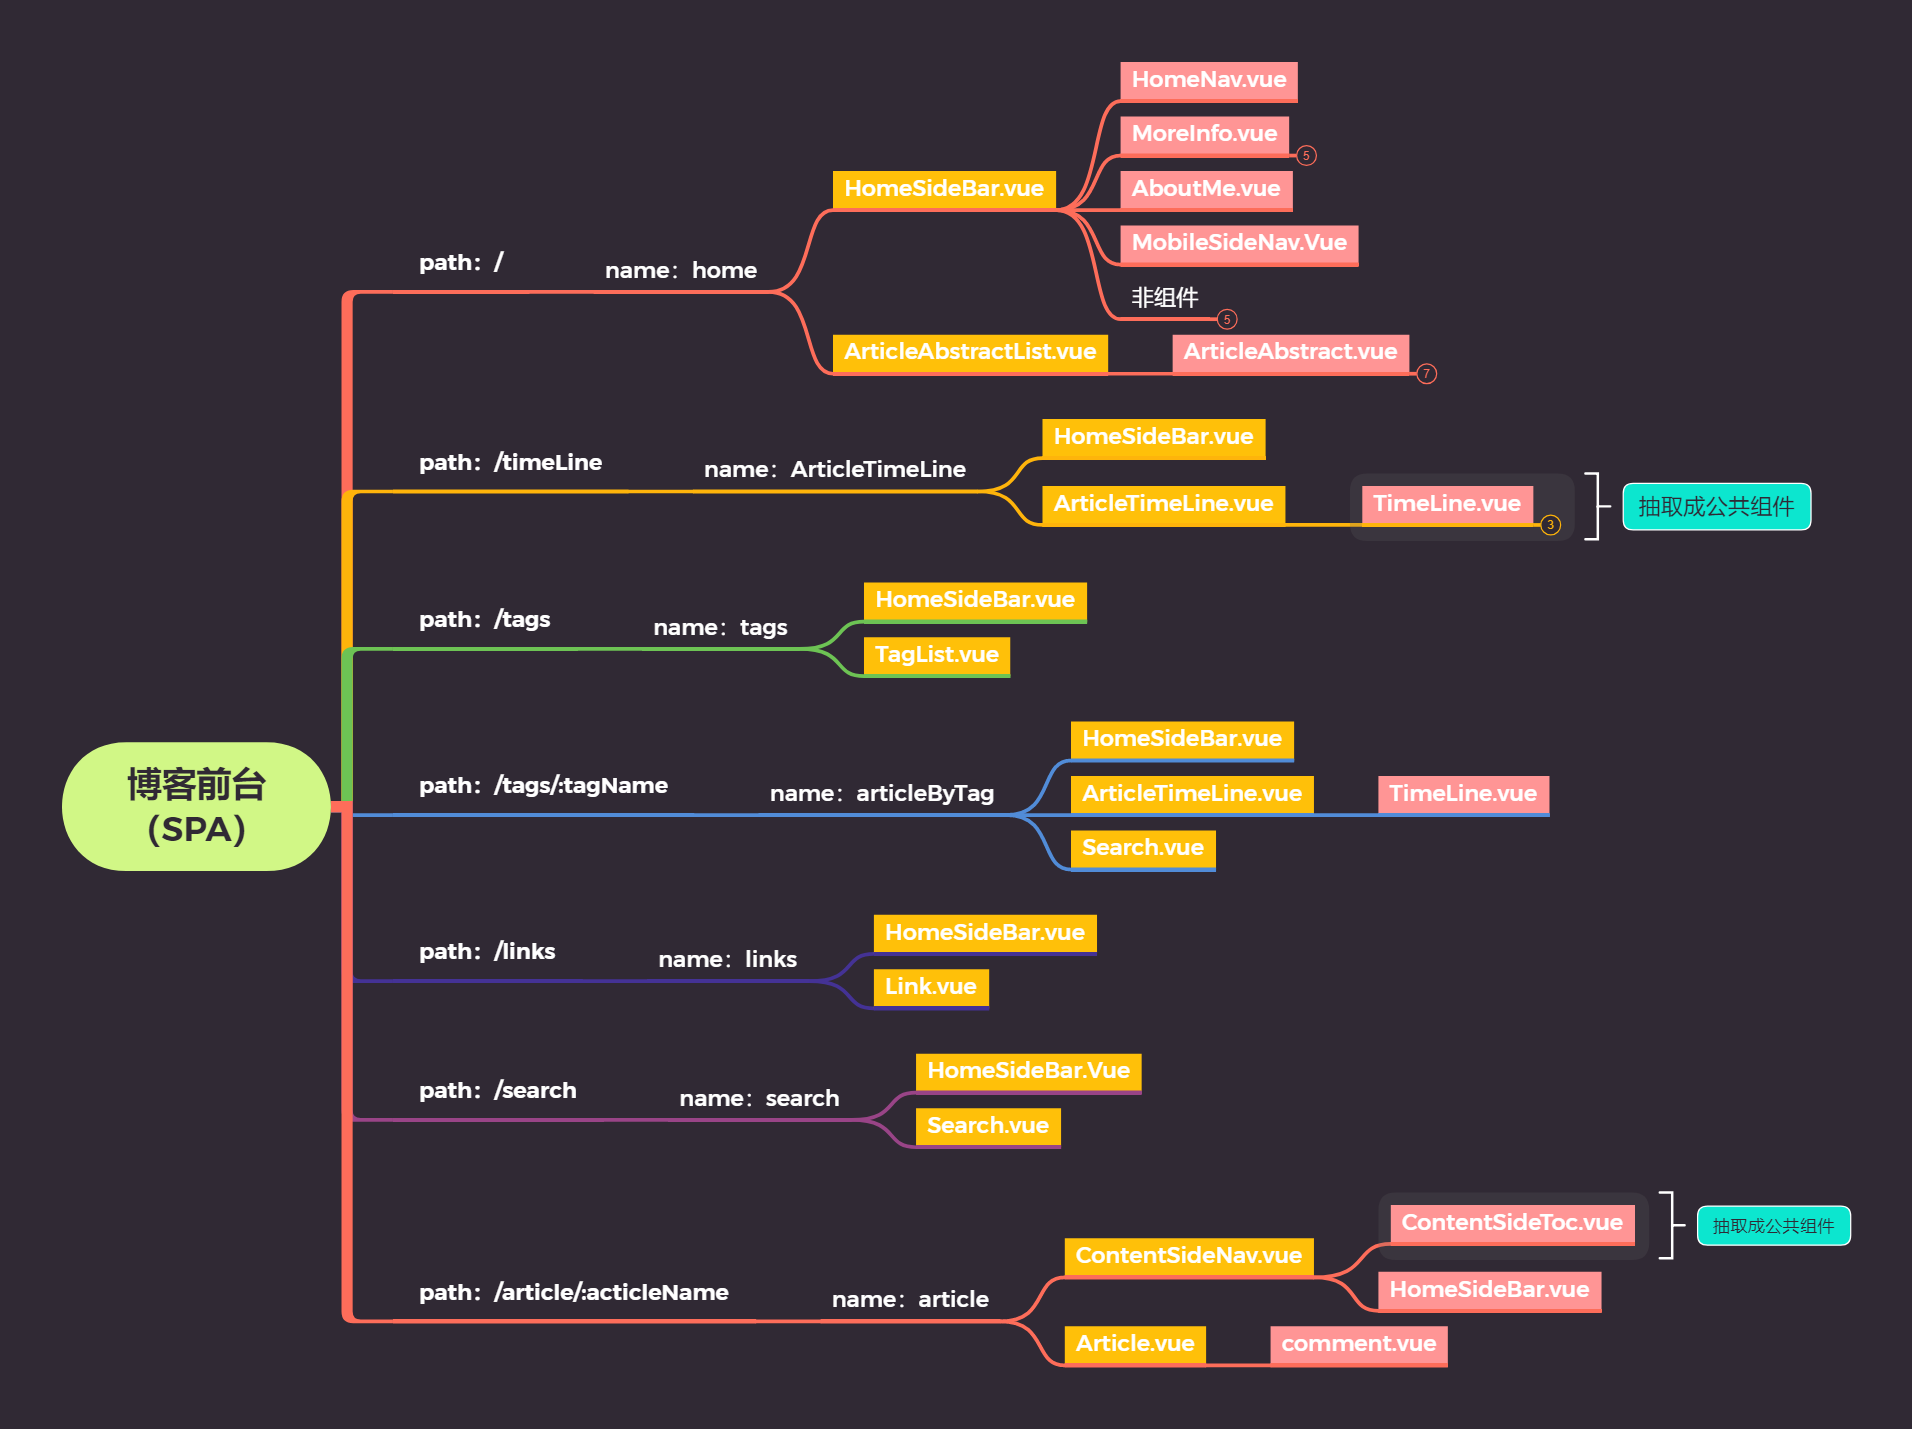 博客前台
（SPA）
path：/
name：home
HomeSideBar.vue
HomeNav.vue
MoreInfo.vue
5
AboutMe.vue
MobileSideNav.Vue
非组件
5
ArticleAbstractList.vue
ArticleAbstract.vue
7
path：/timeLine
name：ArticleTimeLine
HomeSideBar.vue
ArticleTimeLine.vue
TimeLine.vue
3
抽取成公共组件
path：/tags
name：tags
HomeSideBar.vue
TagList.vue
path：/tags/:tagName
name：articleByTag
HomeSideBar.vue
ArticleTimeLine.vue
TimeLine.vue
Search.vue
path：/links
name：links
HomeSideBar.vue
Link.vue
path：/search
name：search
HomeSideBar.Vue
Search.vue
path：/article/:acticleName
name：article
ContentSideNav.vue
ContentSideToc.vue
抽取成公共组件
HomeSideBar.vue
Article.vue
comment.vue